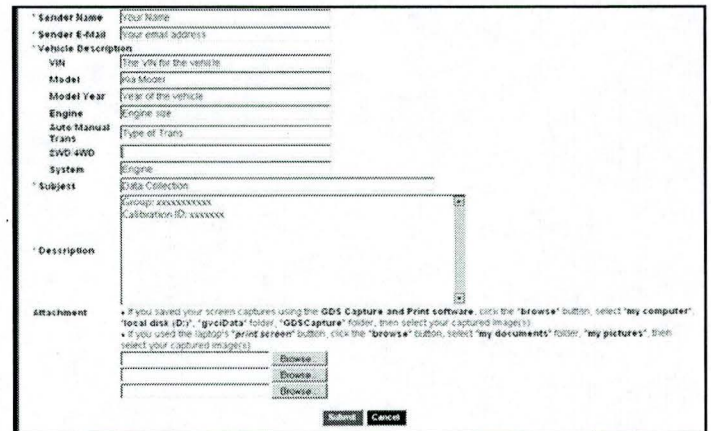 * Sender Name Your Name
* Sender E-Mail Your email address
* Vehicle Description
VIN The VIN for the vehicle
Model Kia Model
Model Year Year of the vehicle
Engine Engine size
Auto Manual
Trans Type of Trans
2WD 4WD
System Engine
* Subject Data Collection
Group: xxxxxxxxxxx
Calibration ID: xxxxxxx
* Description
Attachment • If you saved your screen captures using the GDS Capture and Print software, click the "browse" button, select "my computer",
"local disk (D:)", "gvciData" folder, "GDSCapture" folder, then select your captured image(s)
• If you used the laptop's "print screen" button, click the "browse" button, select "my documents" folder, "my pictures", then
select your captured image(s)
Browse...
Browse...
Browse...
Submit Cancel